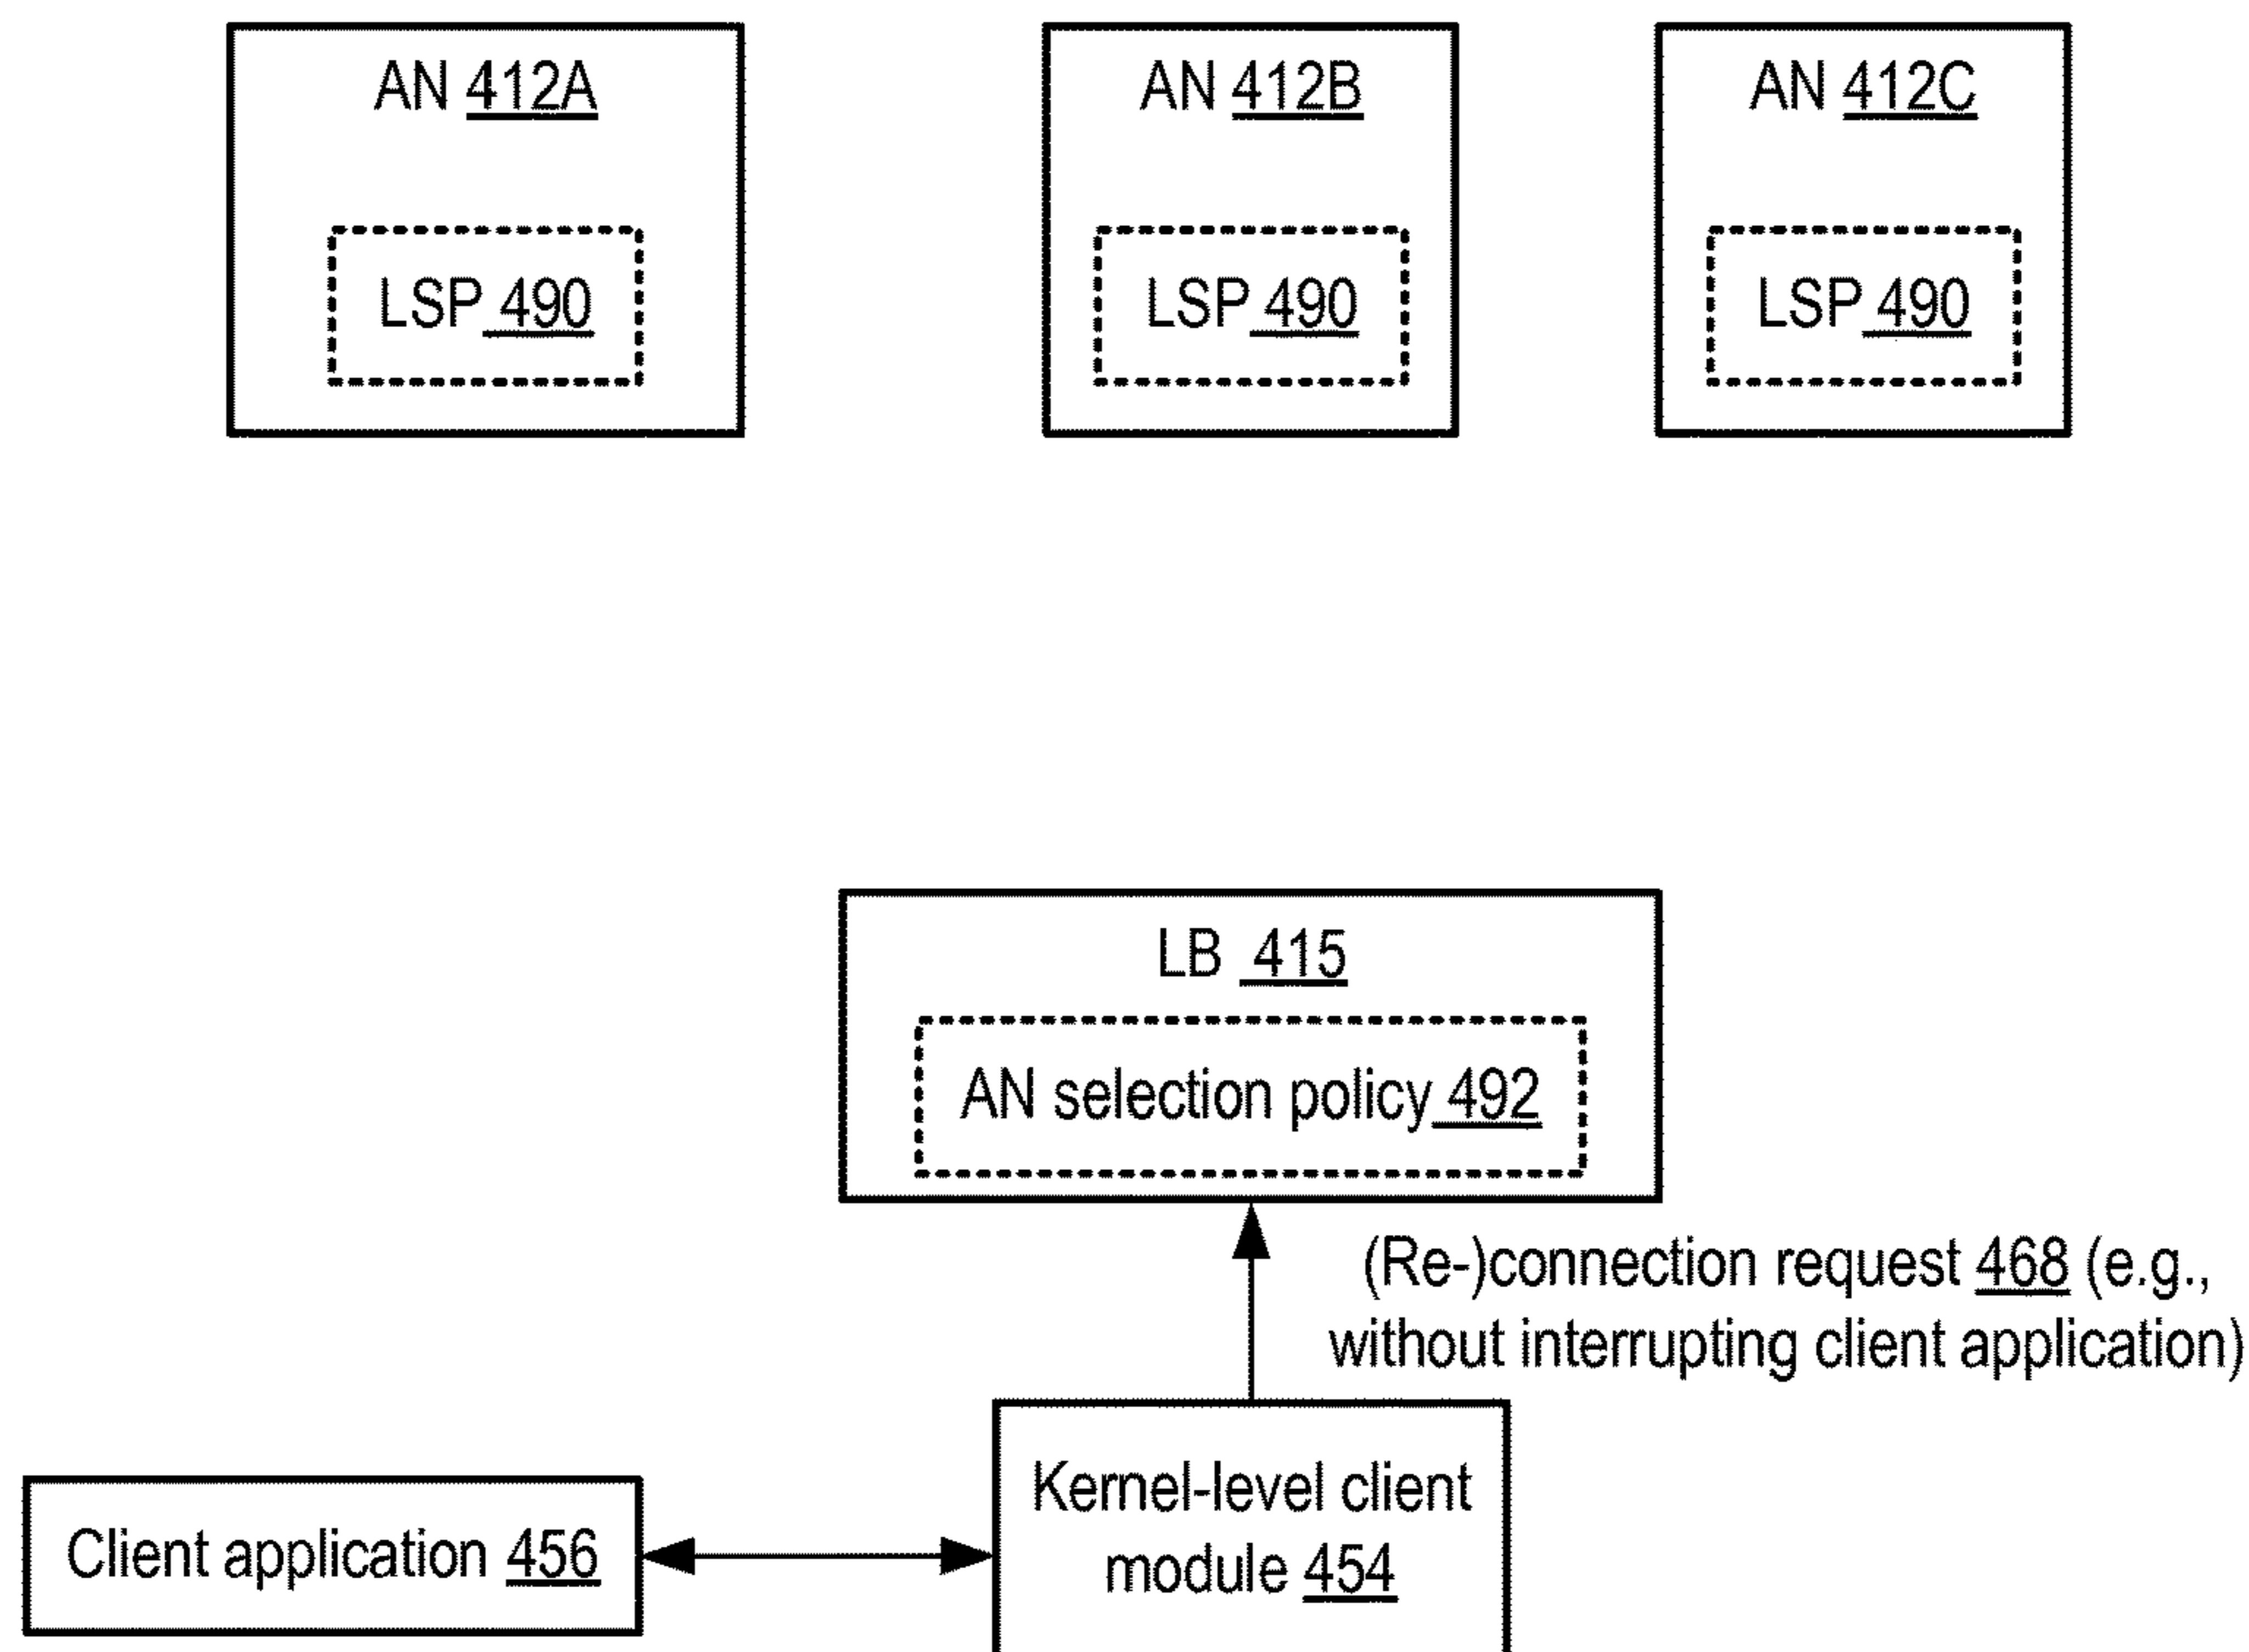 AN 412A
AN 412B
AN 412C
LSP 490
LSP 490
LSP 490
LB 415
AN selection policy 492
(Re-)connection request 468 (e.g.,
without interrupting client application)
Kernel-level client
module 454
Client application 456